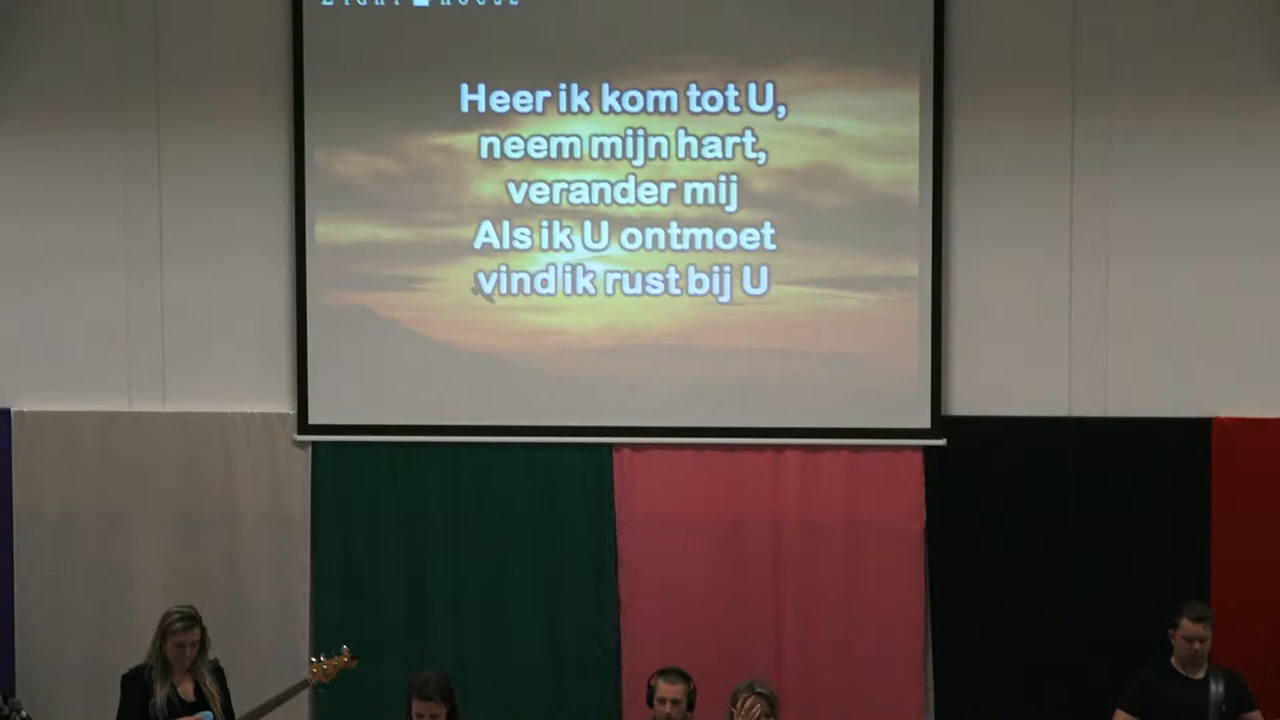 Heer ik kom tot U,
neem mijn hart,
verander mij
Als ik U ontmoet
vind ik rust bij U